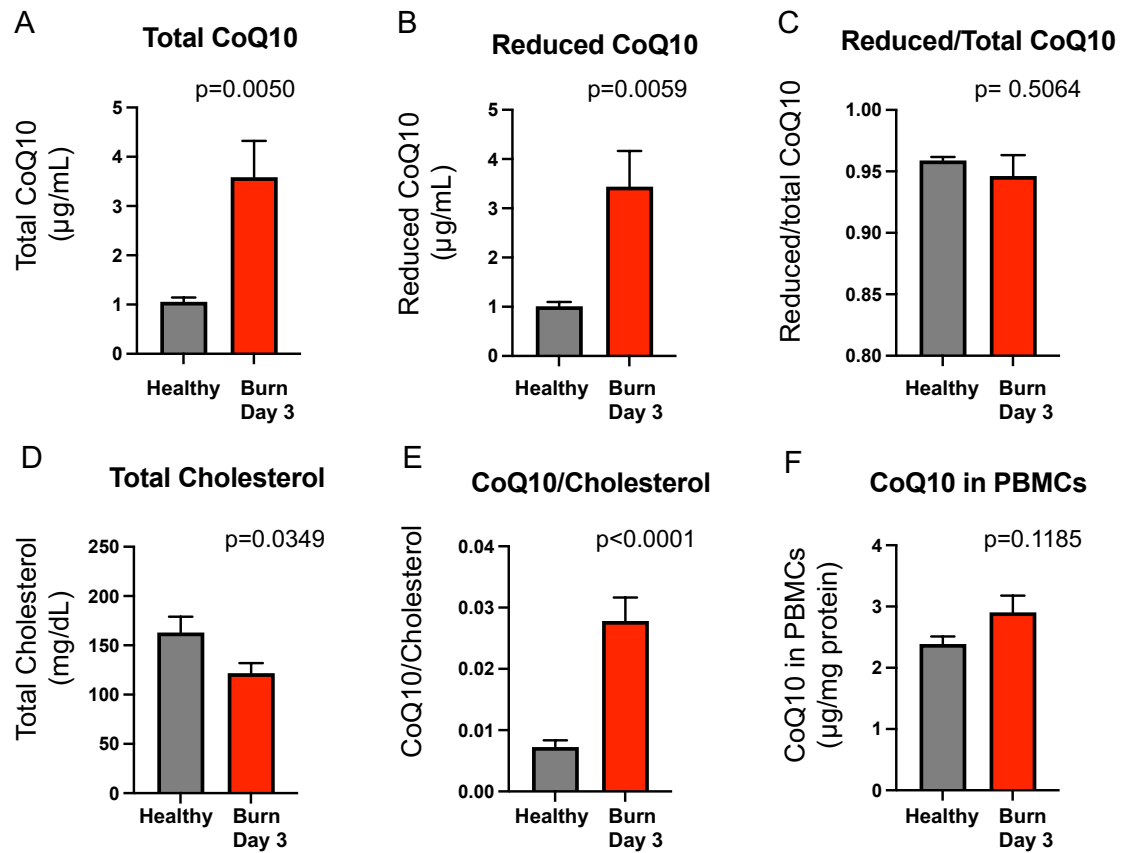 A
Total CoQ10
p=0.0050
Total CoQ10
(µg/mL)
5
4
3
2
1
0
Healthy
Burn
Day 3
B
Reduced CoQ10
p=0.0059
Reduced CoQ10
(µg/mL)
5
4
3
2
1
0
Healthy
Burn
Day 3
C
Reduced/Total CoQ10
p= 0.5064
Reduced/total CoQ10
1.00
0.95
0.90
0.85
0.80
Healthy
Burn
Day 3
D
Total Cholesterol
p=0.0349
Total Cholesterol
(mg/dL)
250
200
150
100
50
0
Healthy
Burn
Day 3
E
CoQ10/Cholesterol
p<0.0001
CoQ10/Cholesterol
0.04
0.03
0.02
0.01
0.00
Healthy
Burn
Day 3
F
CoQ10 in PBMCs
p=0.1185
CoQ10 in PBMCs
(µg/mg protein)
4
3
2
1
0
Healthy
Burn
Day 3